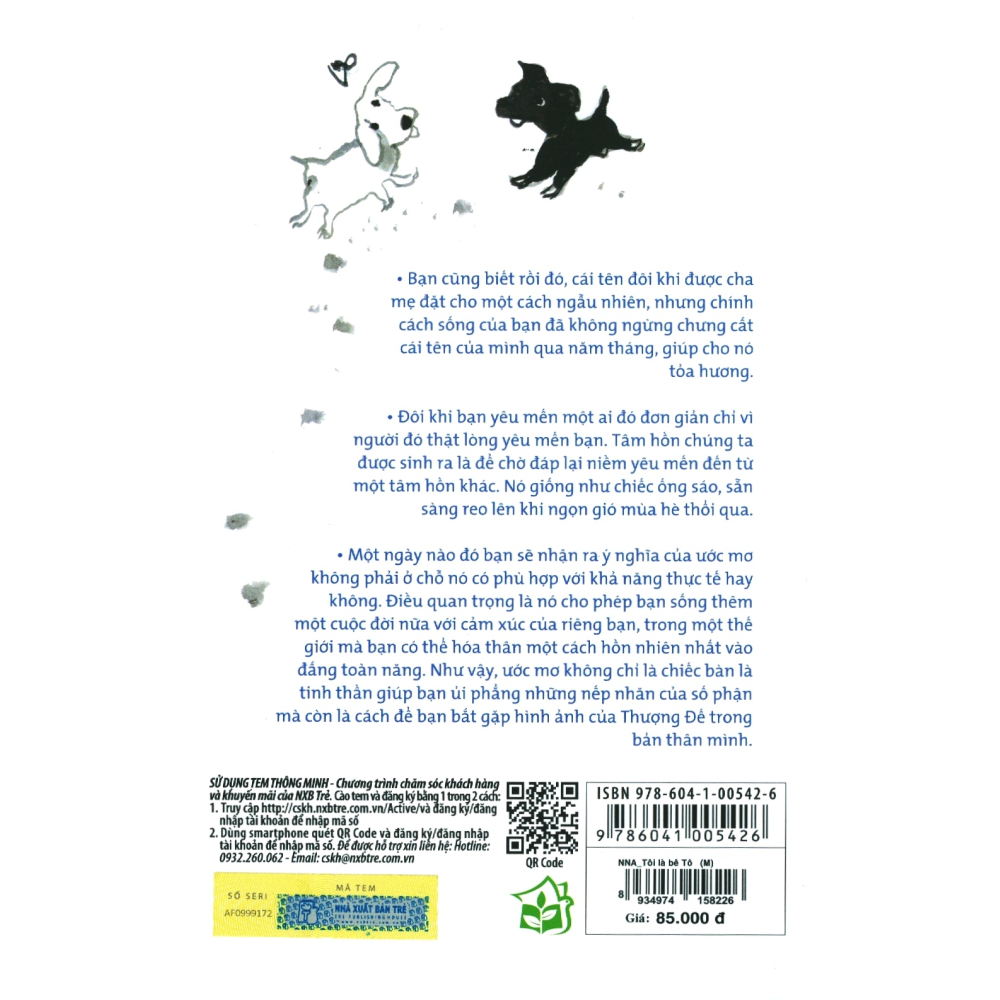 • Bạn cũng biết rồi đó, cái tên đôi khi được cha
mẹ đặt cho một cách ngẫu nhiên, nhưng chính
cách sống của bạn đã không ngừng chưng cất
cái tên của mình qua năm tháng, giúp cho nó
tỏa hương.
• Đôi khi bạn yêu mến một ai đó đơn giản chỉ vì
người đó thật lòng yêu mến bạn. Tâm hồn chúng ta
được sinh ra là để chờ đáp lại niềm yêu mến đến từ
một tâm hồn khác. Nó giống như chiếc ống sáo, sẵn
sàng reo lên khi ngọn gió mùa hè thổi qua.
• Một ngày nào đó bạn sẽ nhận ra ý nghĩa của ước mơ
không phải ở chỗ nó có phù hợp với khả năng thực tế hay
không. Điều quan trọng là nó cho phép bạn sống thêm
một cuộc đời nữa với cảm xúc của riêng bạn, trong một thế
giới mà bạn có thể hóa thân một cách hồn nhiên nhất vào
đấng toàn năng. Như vậy, ước mơ không chỉ là chiếc bàn là
tinh thần giúp bạn ủi phẳng những nếp nhăn của số phận
mà còn là cách để bạn bắt gặp hình ảnh của Thượng Đế trong
bản thân mình.
SỬ DỤNG TEM THÔNG MINH - Chương trình chăm sóc khách hàng
và khuyến mãi của NXB Trẻ. Cào tem và đăng ký bằng 1 trong 2 cách:
1. Truy cập http://cskh.nxbtre.com.vn/Active/và đăng ký/đăng
nhập tài khoản để nhập mã số
2. Dùng smartphone quét QR Code và đăng ký/đăng nhập
tài khoản để nhập mã số. Để được hỗ trợ xin liên hệ: Hotline:
0932.260.062 - Email: cskh@nxbtre.com.vn
QR Code
SỐ SERI
AF0999172
MÃ TEM
NHÀ XUẤT BẢN TRẺ
ISBN 978-604-1-00542-6
9 786041 005426
NNA_Tôi là bê Tô (M)
8 934974 158226
Giá: 85.000 đ